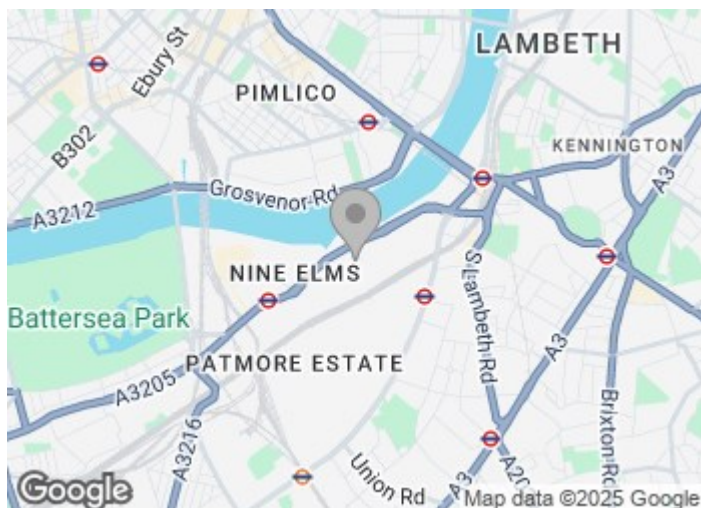 LAMBETH
Ebury St
PIMLICO
B302
KENNINGTON
A3
Grosvenor Rd
A3212
NINE ELMS
S Lambeth Rd
Battersea Park
A3
PATMORE ESTATE
A3205
Brixton Rd
A3216
Union Rd
A3
A20
Google
Map data ©2025 Google